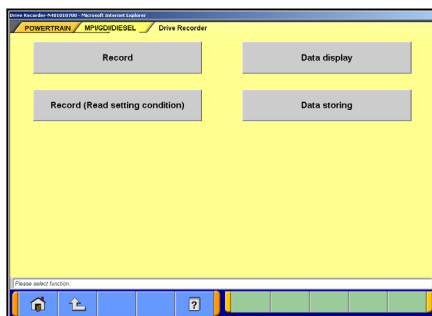 Drive Recorder-N401010700 - Microsoft Internet Explorer
POWERTRAIN MPI/GDI/DIESEL Drive Recorder
Record Data display
Record (Read setting condition) Data storing
Please select function.
?